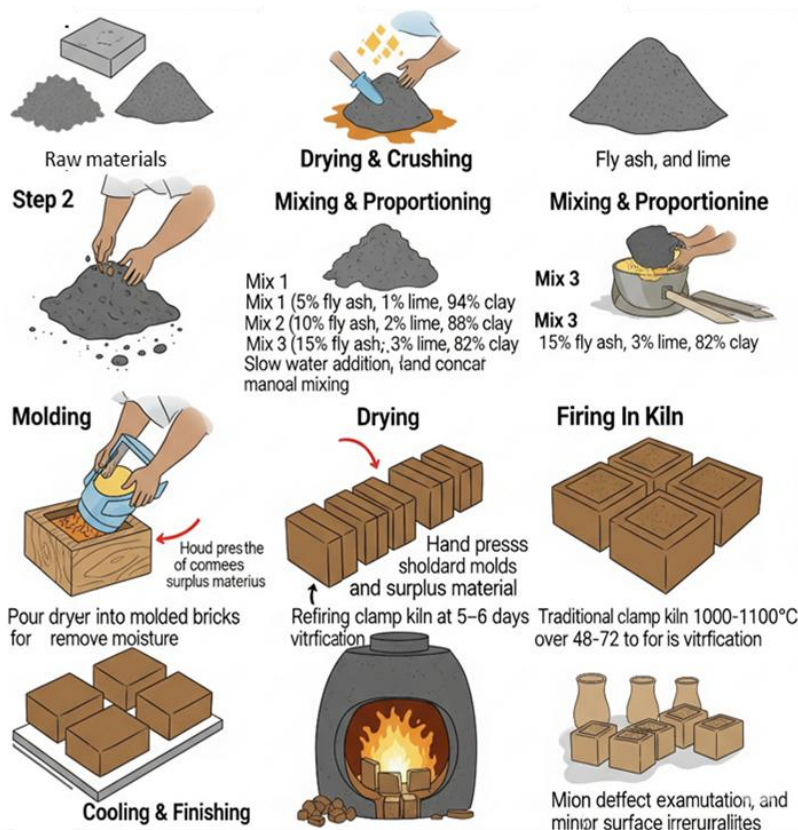 Raw materials
Drying & Crushing
Fly ash, and lime
Step 2
Mixing & Proportioning
Mix 1
Mix 1 (5% fly ash, 1% lime, 94% clay
Mix 2 (10% fly ash, 2% lime, 88% clay
Mix 3 (15% fly ash;. 3% lime, 82% clay
Slow water addition, land concar
manoal mixing
Mixing & Proportionine
Mix 3
Mix 3
15% fly ash, 3% lime, 82% clay
Molding
Houd pres the
of comees
surplus materius
Pour dryer into molded bricks
for remove moisture
Drying
Hand presss
sholdard molds
and surplus material
Refiring clamp kiln at 5–6 days
vitrfication
Firing In Kiln
Traditional clamp kiln 1000-1100°C
over 48-72 to for is vitrfication
Cooling & Finishing
Mion deffect examutation, and
minor surface irreruraliites